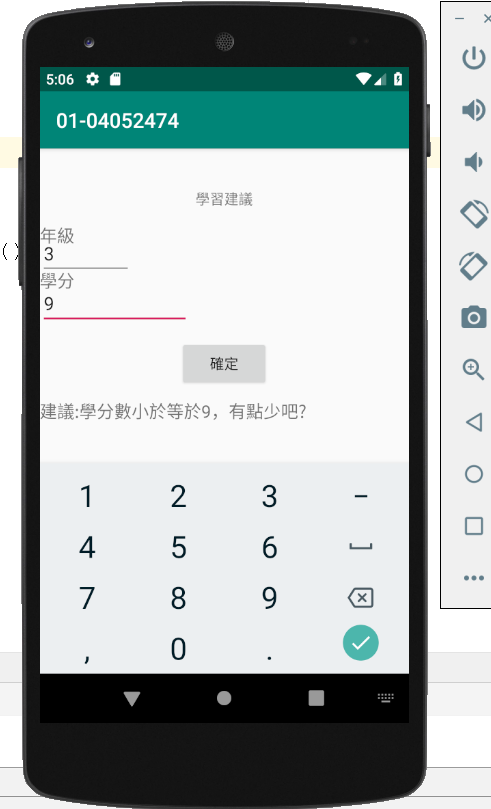 5:06
01-04052474
學習建議
年級
3
()
學分
9
確定
建議:學分數小於等於9，有點少吧?
1 2 3 −
4 5 6
7 8 9
, 0 .